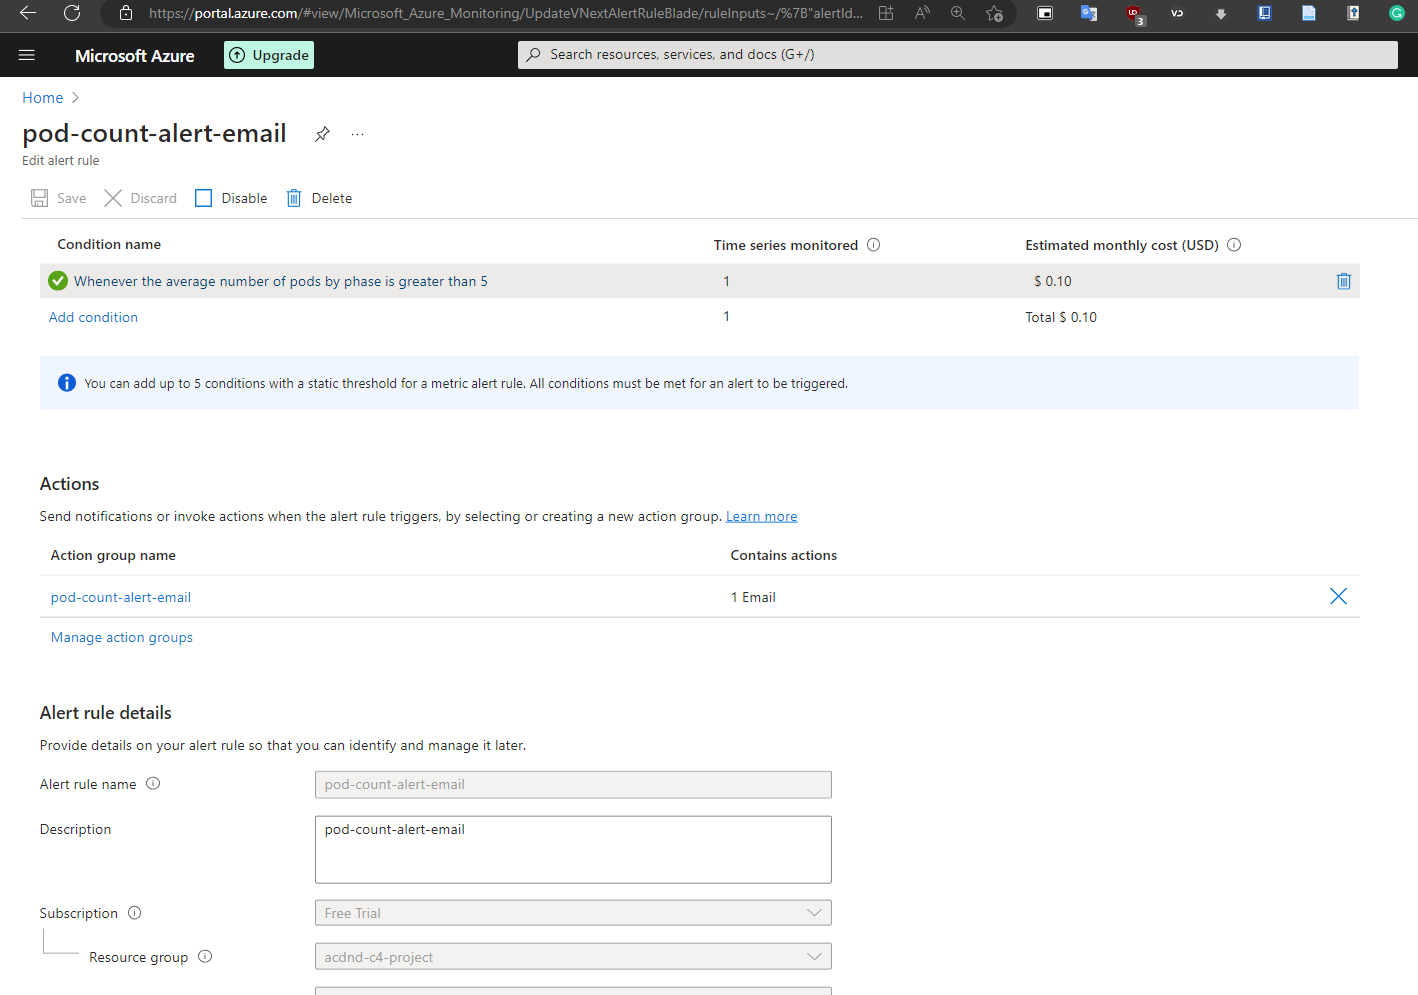 https://portal.azure.com/#view/Microsoft_Azure_Monitoring/UpdateVNextAlertRuleBlade/ruleInputs~/%7B"alertId...
3
Microsoft Azure
Upgrade
Search resources, services, and docs (G+/)
Home
pod-count-alert-email
Edit alert rule
Save Discard Disable Delete
Condition name Time series monitored Estimated monthly cost (USD)
Whenever the average number of pods by phase is greater than 5 1 $ 0.10
Add condition 1 Total $ 0.10
You can add up to 5 conditions with a static threshold for a metric alert rule. All conditions must be met for an alert to be triggered.
Actions
Send notifications or invoke actions when the alert rule triggers, by selecting or creating a new action group. Learn more
Action group name Contains actions
pod-count-alert-email 1 Email
Manage action groups
Alert rule details
Provide details on your alert rule so that you can identify and manage it later.
Alert rule name pod-count-alert-email
Description pod-count-alert-email
Subscription Free Trial
Resource group acdnd-c4-project